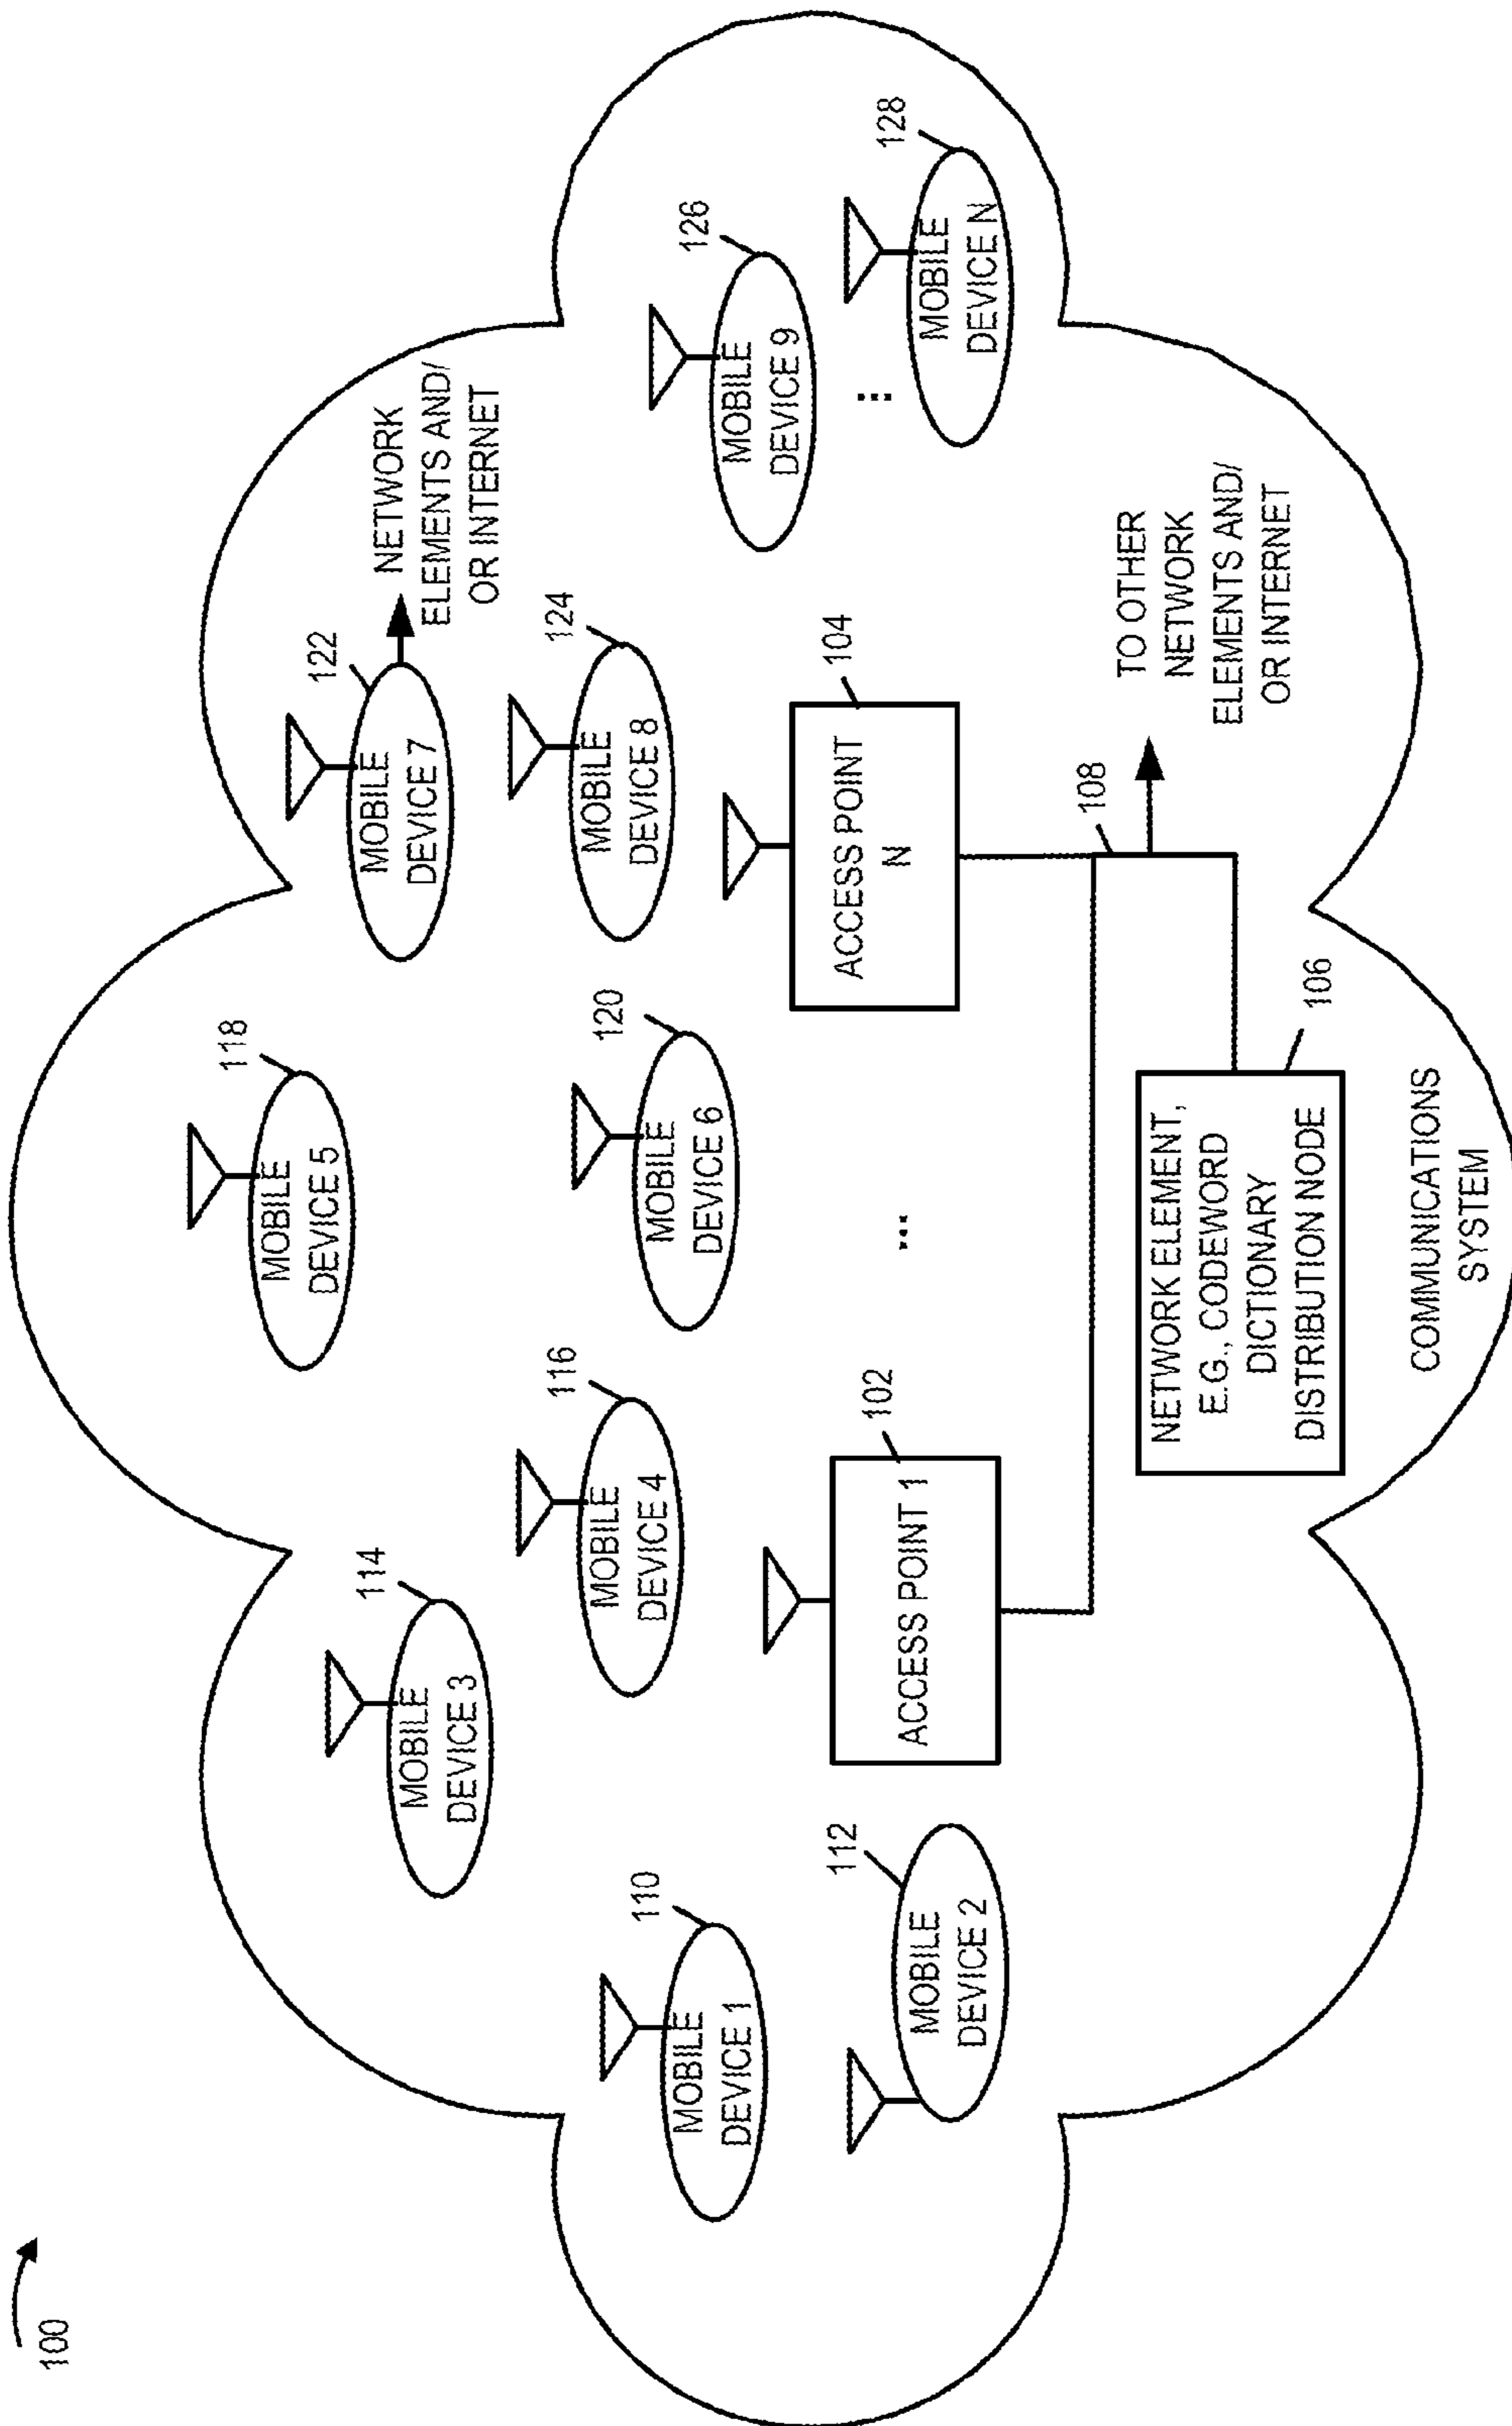 100
118
MOBILE
DEVICE 5
122
MOBILE
DEVICE 7
NETWORK
ELEMENTS AND/
OR INTERNET
114
MOBILE
DEVICE 3
116
MOBILE
DEVICE 4
120
MOBILE
DEVICE 6
124
MOBILE
DEVICE 8
126
MOBILE
DEVICE 9
...
128
MOBILE
DEVICE N
110
MOBILE
DEVICE 1
112
MOBILE
DEVICE 2
102
ACCESS POINT 1
...
104
ACCESS POINT
N
108
TO OTHER
NETWORK
ELEMENTS AND/
OR INTERNET
106
NETWORK ELEMENT,
E.G., CODEWORD
DICTIONARY
DISTRIBUTION NODE
COMMUNICATIONS
SYSTEM